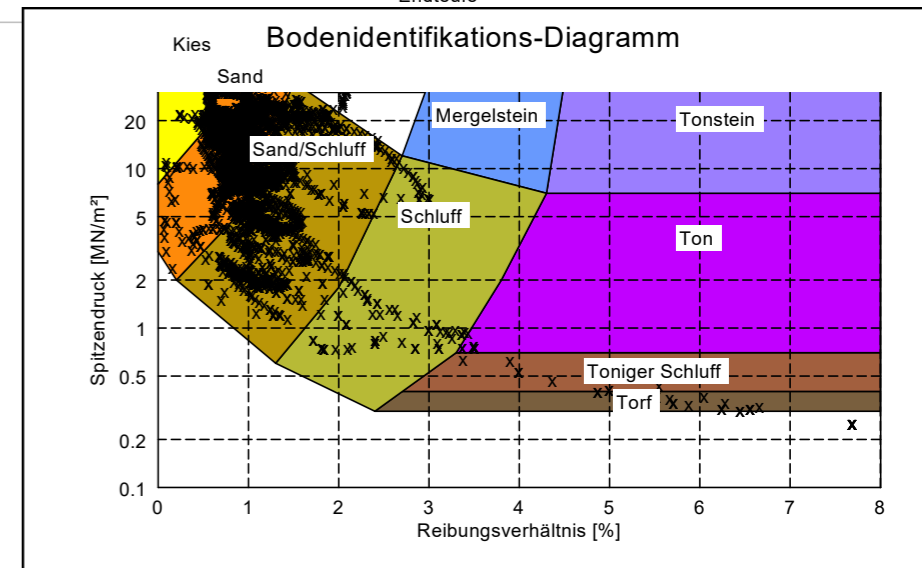 Kies
Bodenidentifikations-Diagramm
Sand
Mergelstein
Tonstein
Sand/Schluff
Schluff
Ton
Toniger Schluff
Torf
Spitzendruck [MN/m²]
20
10
5
2
1
0.5
0.2
0.1
0 1 2 3 4 5 6 7 8
Reibungsverhältnis [%]